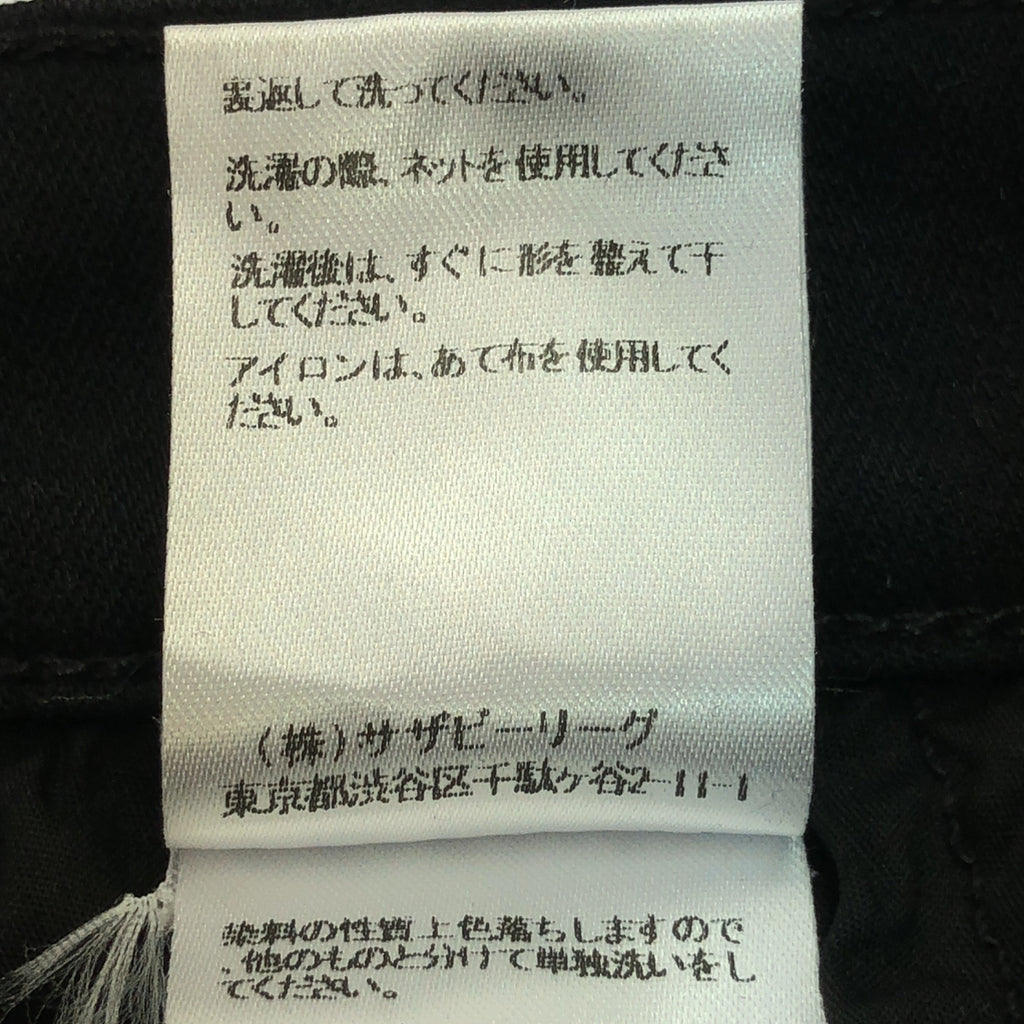 裏返して洗ってください。
洗濯の際、ネットを使用してくださ
い。
洗濯後は、すぐに形を整えて干
してください。
アイロンは、あて布を使用してく
ださい。
（株）サザビーリーグ
東京都渋谷区千駄ヶ谷2-11-1
染料の性質上色落ちしますので
、他のものと分けて単独洗いをし
てください。